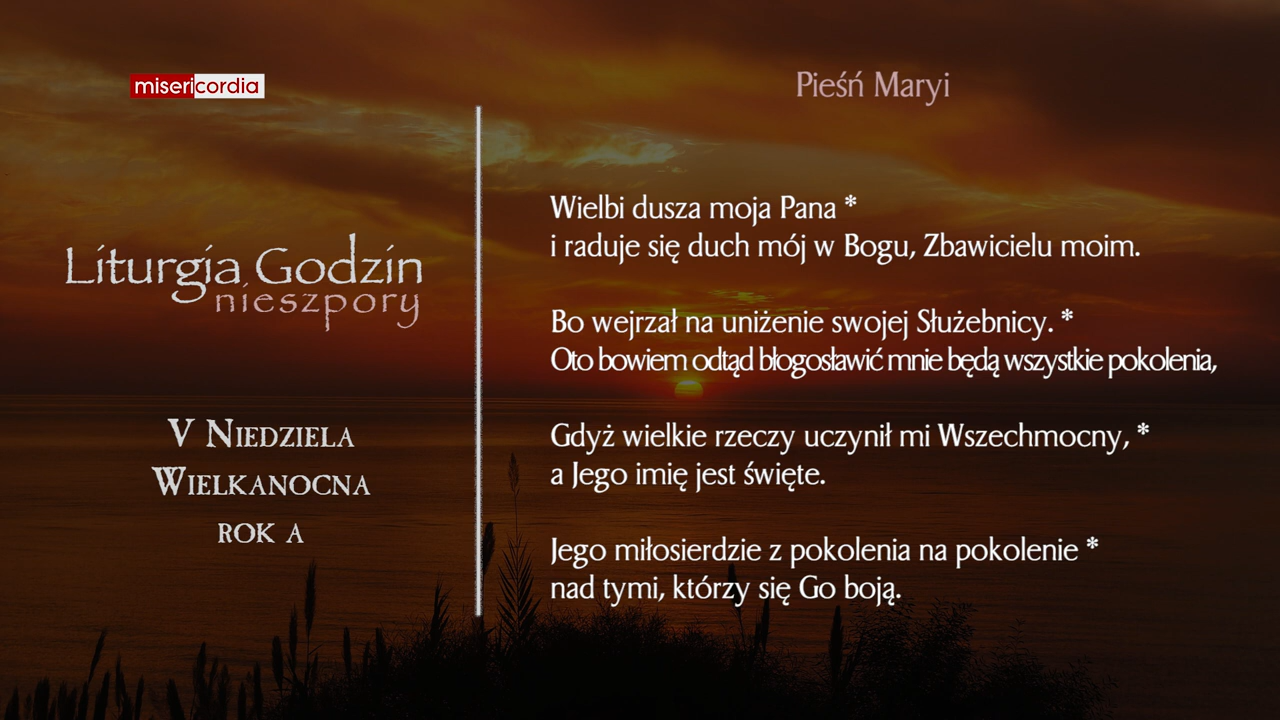 misericordia
Liturgia Godzin
nieszpory
V Niedziela
Wielkanocna
rok a
Pieśń Maryi
Wielbi dusza moja Pana *
i raduje się duch mój w Bogu, Zbawicielu moim.
Bo wejrzał na uniżenie swojej Służebnicy. *
Oto bowiem odtąd błogosławić mnie będą wszystkie pokolenia,
Gdyż wielkie rzeczy uczynił mi Wszechmocny, *
a Jego imię jest święte.
Jego miłosierdzie z pokolenia na pokolenie *
nad tymi, którzy się Go boją.